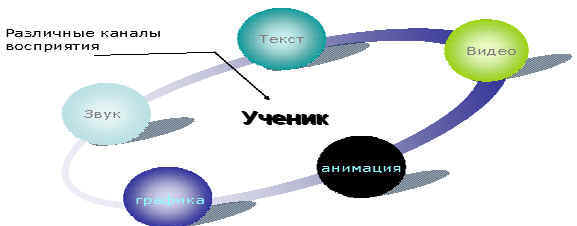 Различные каналы
восприятия
Текст
Видео
Звук
Ученик
анимация
графика